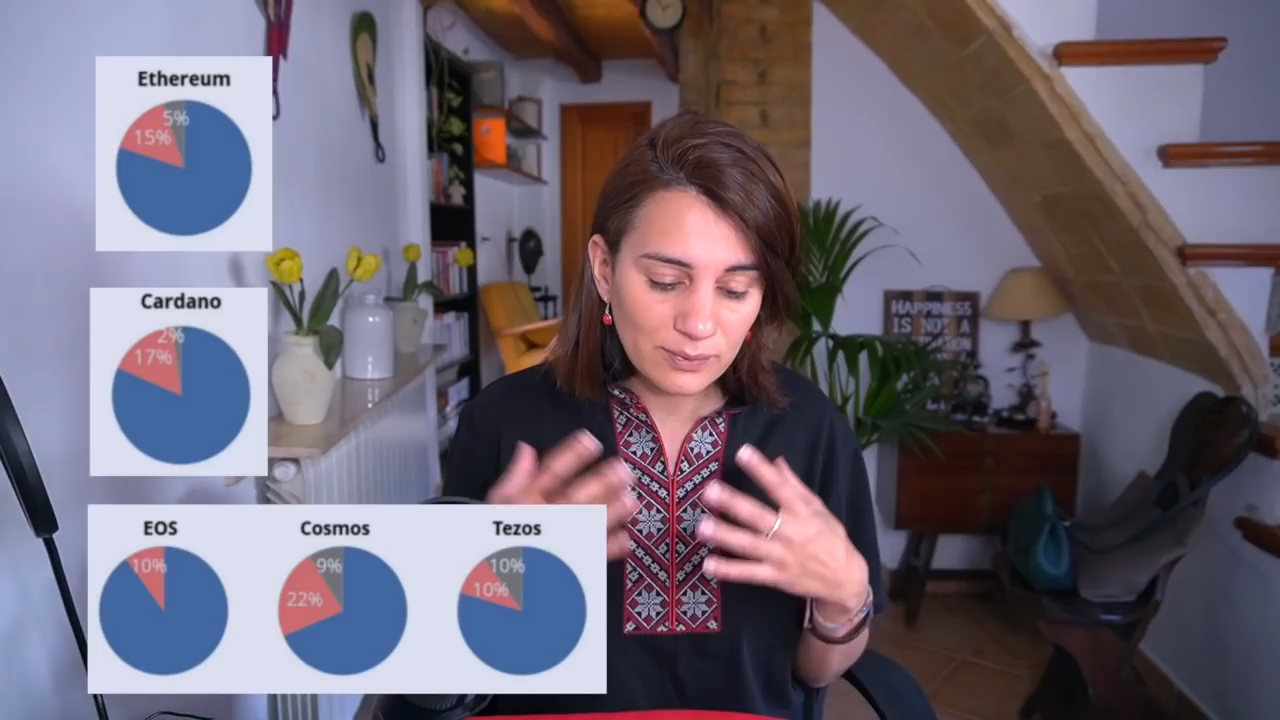 Ethereum
5%
15%
Cardano
2%
17%
EOS
Cosmos
Tezos
10%
9%
22%
10%
10%
HAPPINESS
IS NOT A